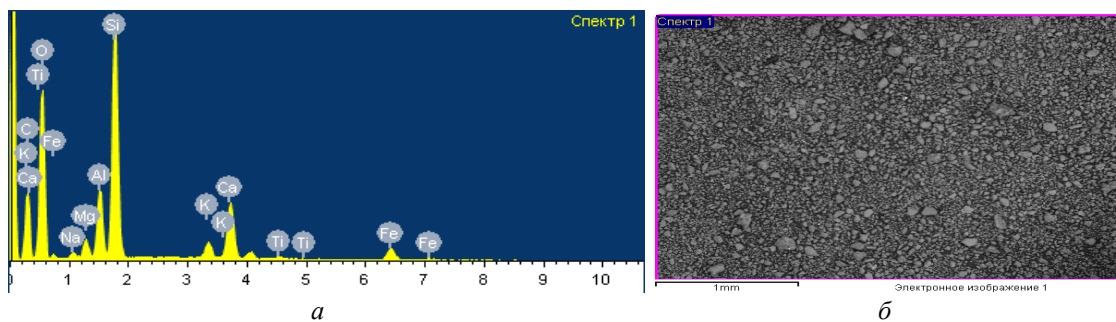 Спектр 1
Si
O
Ti
C
Fe
K
Ca
Al
Mg
Na
K
Ca
K
Ti
Ti
Fe
Fe
0 1 2 3 4 5 6 7 8 9 10
а
Спектр 1
1mm
Электронное изображение 1
б